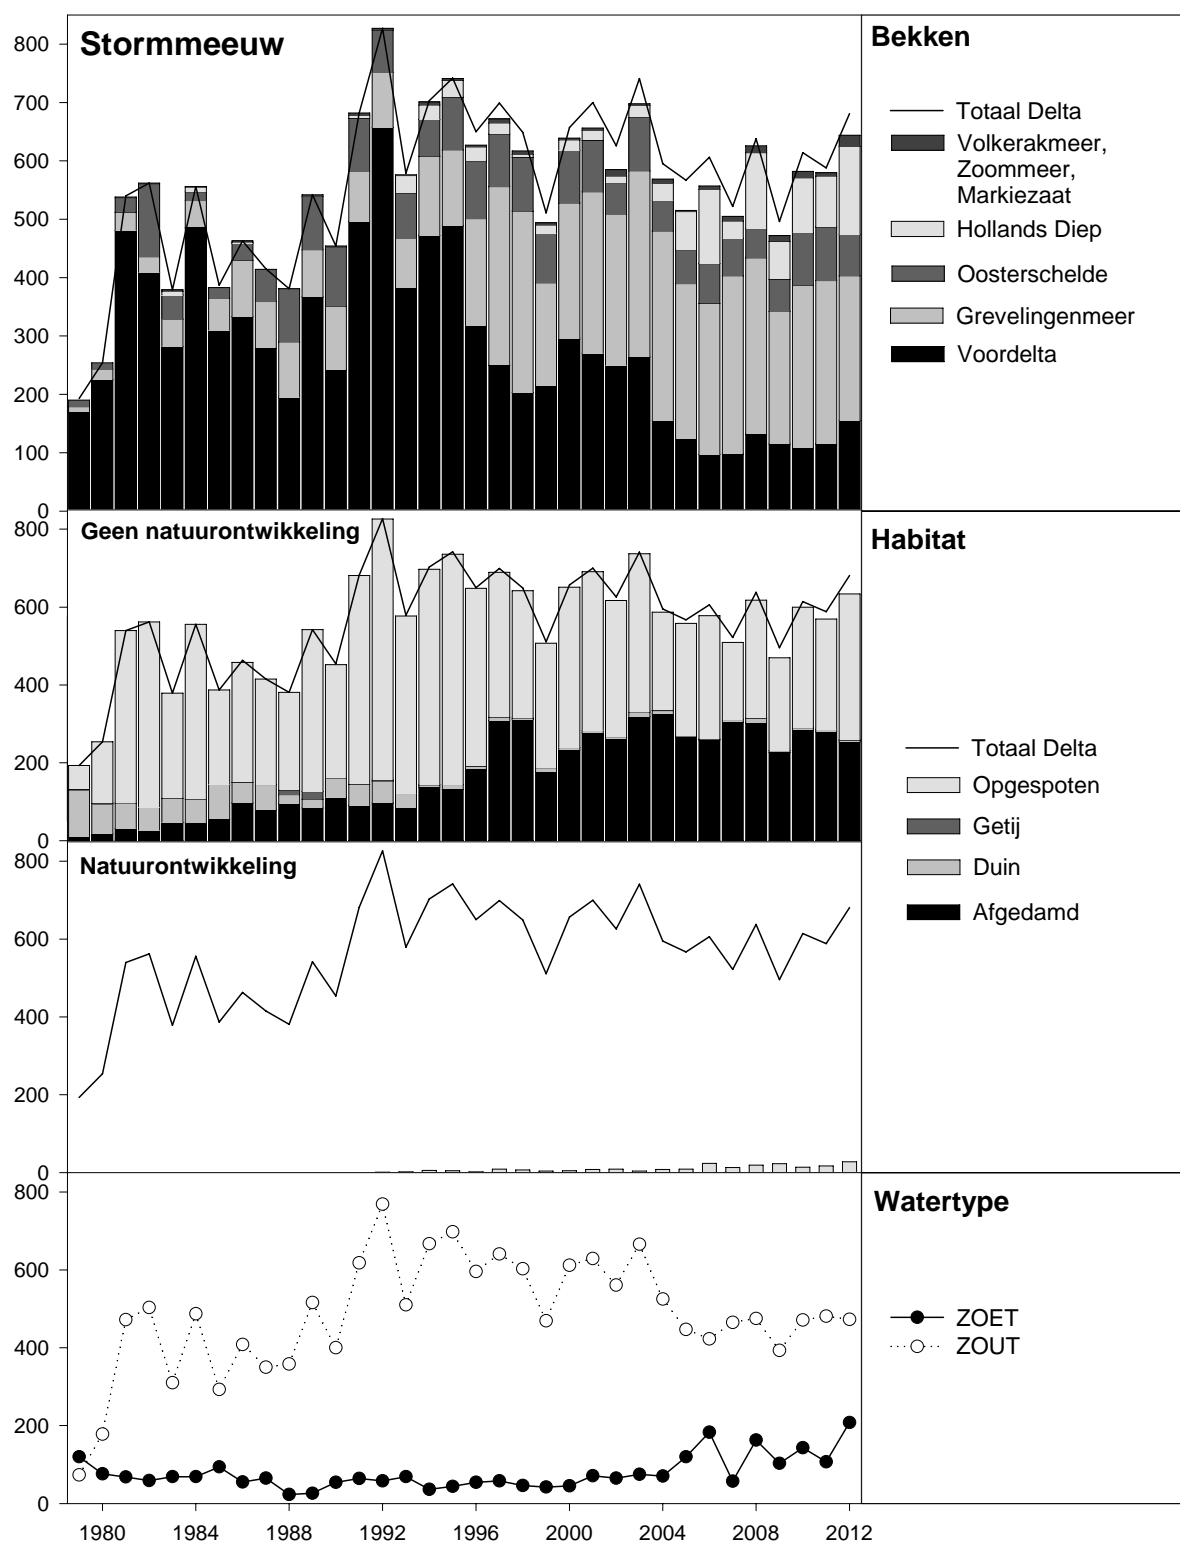 Stormmeeuw
800
700
600
500
400
300
200
100
0
Bekken
Totaal Delta
Volkerakmeer,
Zoommeer,
Markiezaat
Hollands Diep
Oosterschelde
Grevelingenmeer
Voordelta
Geen natuurontwikkeling
800
600
400
200
0
Habitat
Totaal Delta
Opgespoten
Getij
Duin
Afgedamd
Natuurontwikkeling
800
600
400
200
0
Watertype
800
600
400
200
0
ZOET
ZOUT
1980 1984 1988 1992 1996 2000 2004 2008 2012